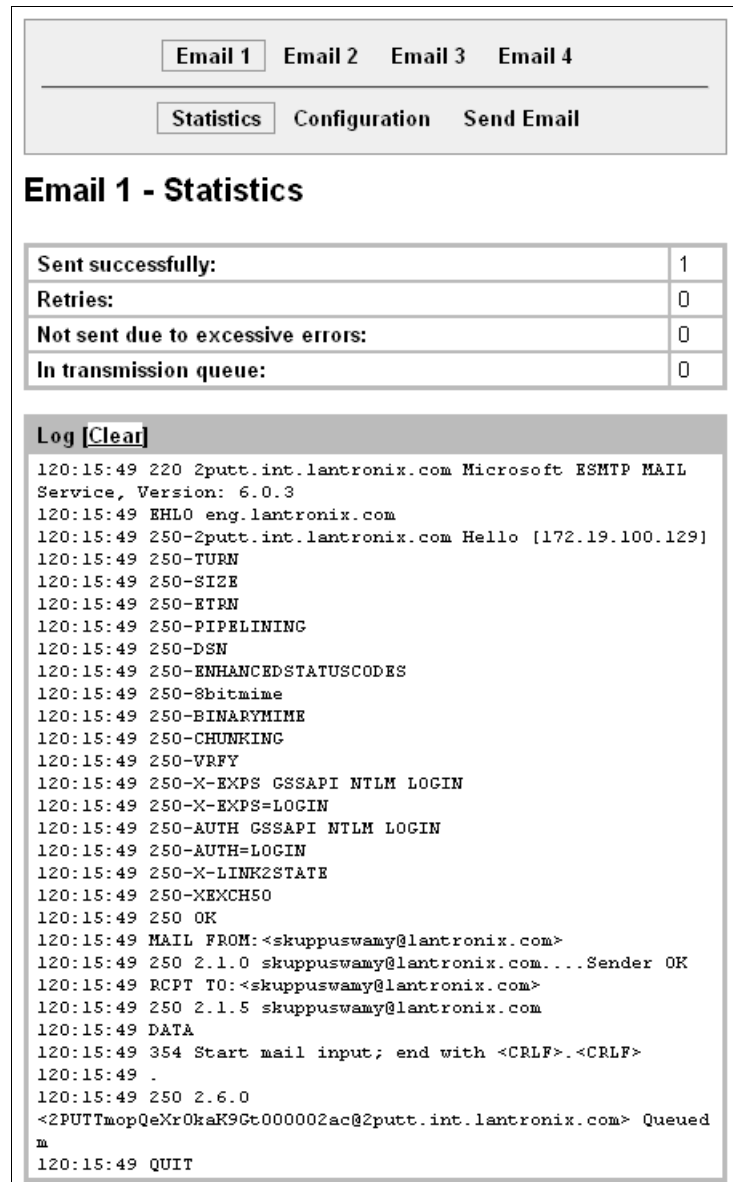 Email 1 Email 2 Email 3 Email 4
Statistics Configuration Send Email
Email 1 - Statistics
Sent successfully: 1
Retries: 0
Not sent due to excessive errors: 0
In transmission queue: 0
Log [Clear]
120:15:49 220 2putt.int.lantronix.com Microsoft ESMTP MAIL
Service, Version: 6.0.3
120:15:49 EHLO eng.lantronix.com
120:15:49 250-2putt.int.lantronix.com Hello [172.19.100.129]
120:15:49 250-TURN
120:15:49 250-SIZE
120:15:49 250-ETRN
120:15:49 250-PIPELINING
120:15:49 250-DSN
120:15:49 250-ENHANCEDSTATUSCODES
120:15:49 250-8bitmime
120:15:49 250-BINARYMIME
120:15:49 250-CHUNKING
120:15:49 250-VRFY
120:15:49 250-X-EXPS GSSAPI NTLM LOGIN
120:15:49 250-X-EXPS=LOGIN
120:15:49 250-AUTH GSSAPI NTLM LOGIN
120:15:49 250-AUTH=LOGIN
120:15:49 250-X-LINK2STATE
120:15:49 250-XEXCH50
120:15:49 250 OK
120:15:49 MAIL FROM:<skuppuswamy@lantronix.com>
120:15:49 250 2.1.0 skuppuswamy@lantronix.com....Sender OK
120:15:49 RCPT TO:<skuppuswamy@lantronix.com>
120:15:49 250 2.1.5 skuppuswamy@lantronix.com
120:15:49 DATA
120:15:49 354 Start mail input; end with <CRLF>.<CRLF>
120:15:49 .
120:15:49 250 2.6.0
<2PUTTmopQeXrOkaK9Gt000002ac@2putt.int.lantronix.com> Queued
m
120:15:49 QUIT